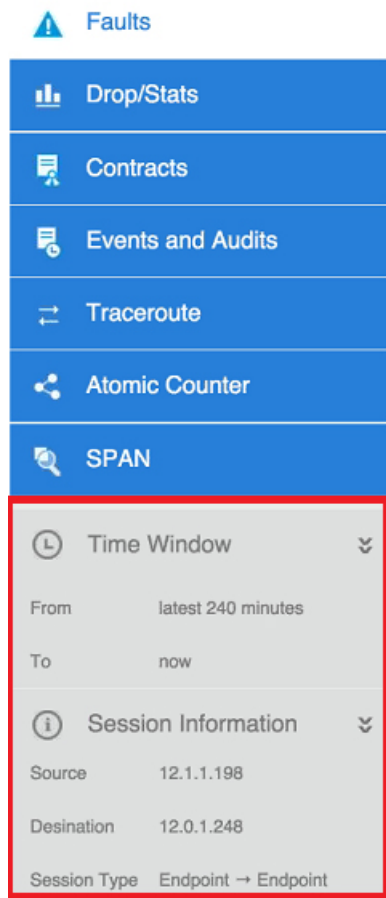 Faults
Drop/Stats
Contracts
Events and Audits
Traceroute
Atomic Counter
SPAN
Time Window
From latest 240 minutes
To now
Session Information
Source 12.1.1.198
Desination 12.0.1.248
Session Type Endpoint → Endpoint